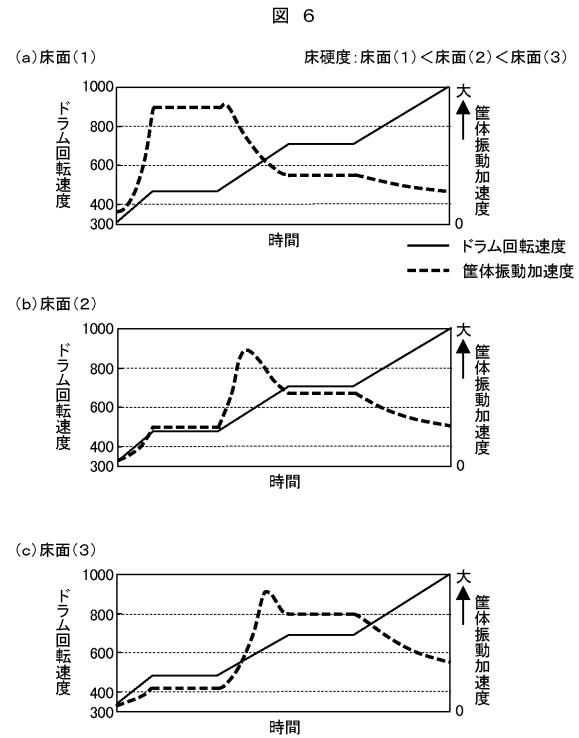 図 6
(a)床面(1)
床硬度:床面(1)<床面(2)<床面(3)
ドラム回転速度
1000
800
600
400
300
大
0
筐体振動加速度
時間
ドラム回転速度
筐体振動加速度
(b)床面(2)
ドラム回転速度
1000
800
600
400
300
大
0
筐体振動加速度
時間
(c)床面(3)
ドラム回転速度
1000
800
600
400
300
大
0
筐体振動加速度
時間